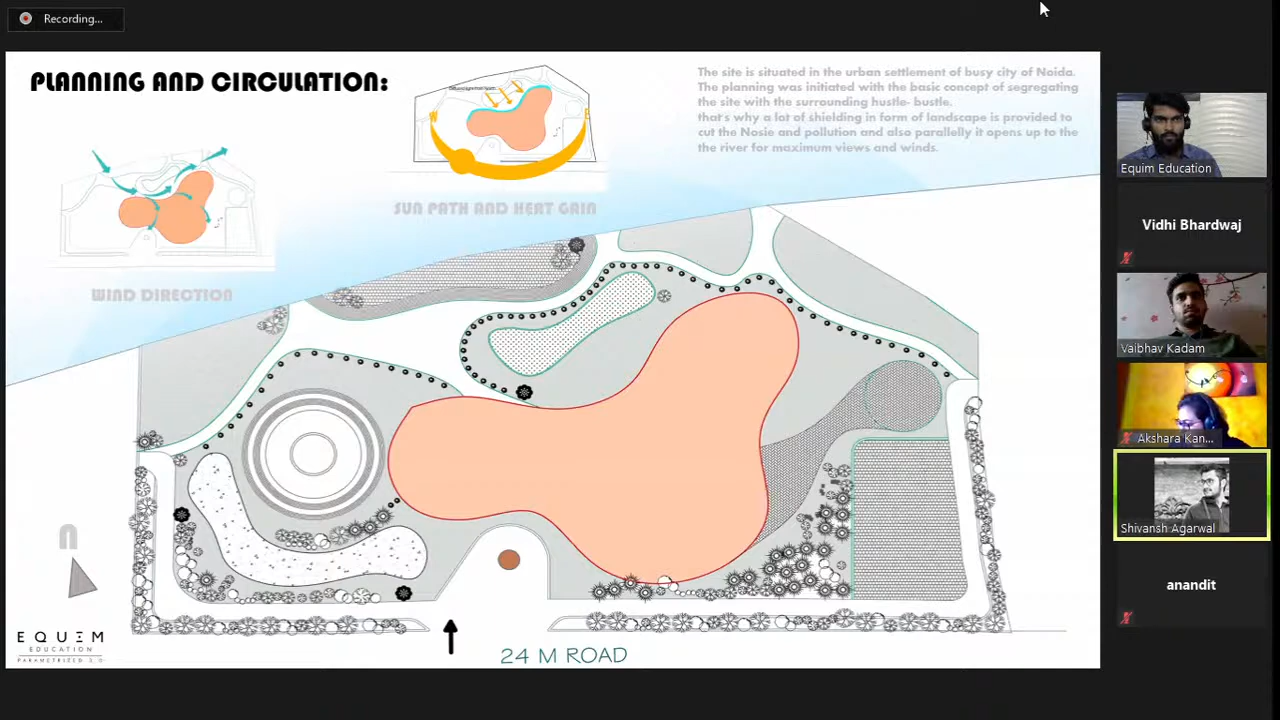 Recording...
PLANNING AND CIRCULATION:
The site is situated in the urban settlement of busy city of Noida.
The planning was initiated with the basic concept of segregating
the site with the surrounding hustle- bustle.
that's why a lot of shielding in form of landscape is provided to
cut the Nosie and pollution and also parallelly it opens up to the
the river for maximum views and winds.
W
E
SUN PATH AND HEAT GAIN
WIND DIRECTION
N
24 M ROAD
EQUEM
EDUCATION
PARAMETRIZED 2.0
Equim Education
Vidhi Bhardwaj
Vaibhav Kadam
Akshara Kan...
Shivansh Agarwal
anandit